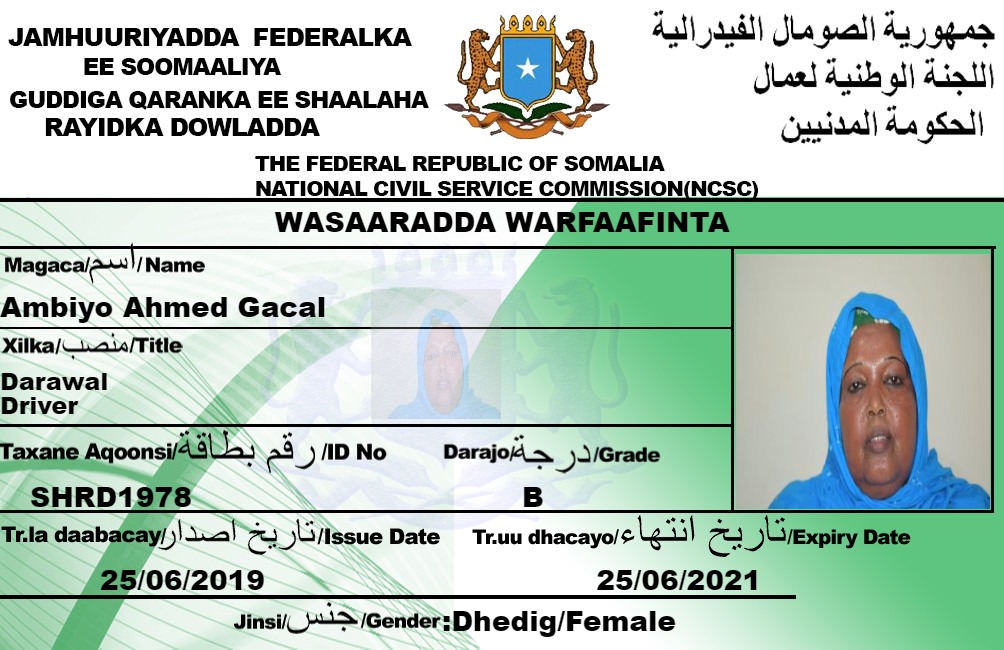 JAMHUURIYADDA FEDERALKA
EE SOOMAALIYA
GUDDIGA QARANKA EE SHAALAHA
RAYIDKA DOWLADDA
جمهورية الصومال الفيدرالية
اللجنة الوطنية لعمال
الحكومة المدنيين
THE FEDERAL REPUBLIC OF SOMALIA
NATIONAL CIVIL SERVICE COMMISSION(NCSC)
WASAARADDA WARFAAFINTA
Magaca/اسم/Name
Ambiyo Ahmed Gacal
Xilka/منصب/Title
Darawal
Driver
Taxane Aqoonsi/رقم بطاقة/ID No
SHRD1978
Darajo/درجة/Grade
B
Tr.la daabacay/تاريخ اصدار/Issue Date
25/06/2019
Tr.uu dhacayo/تاريخ انتهاء/Expiry Date
25/06/2021
Jinsi/جنس/Gender:Dhedig/Female